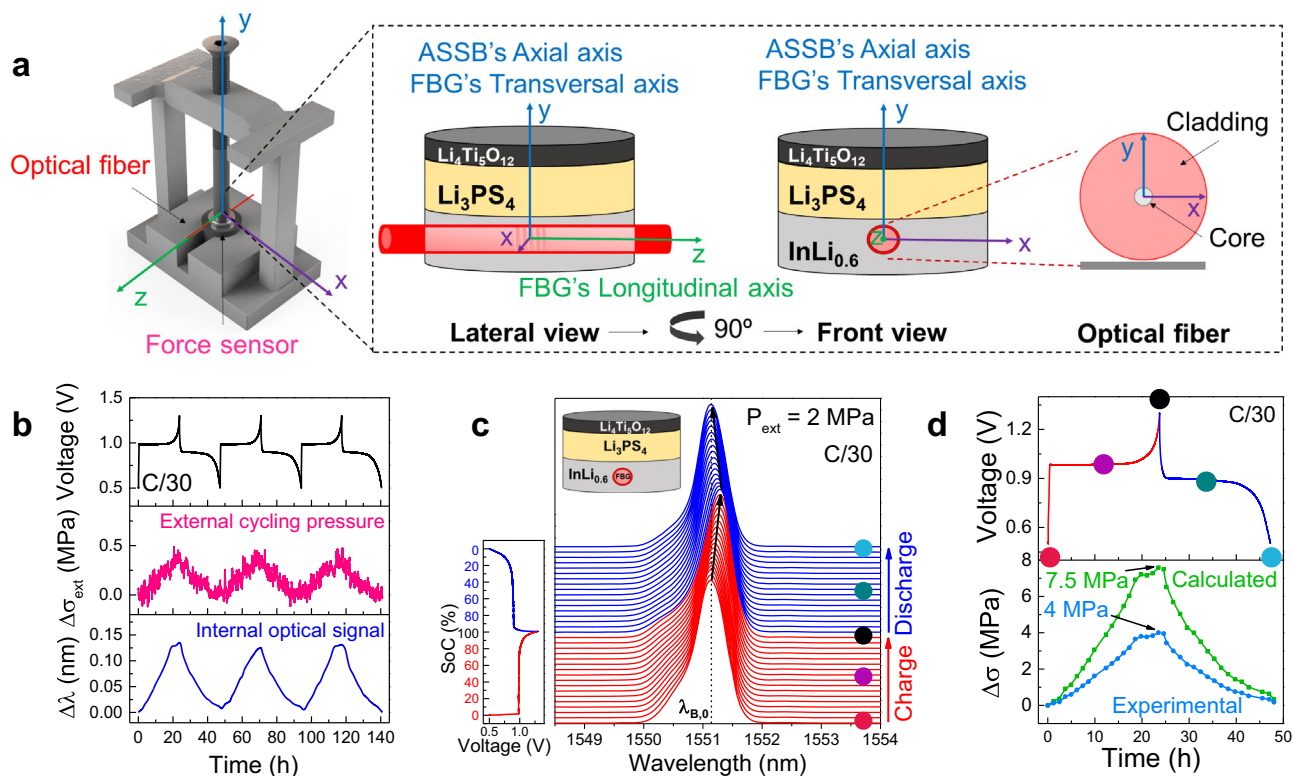 a
y
Optical fiber
z
x
Force sensor
ASSB's Axial axis
FBG's Transversal axis
y
Li₄Ti₅O₁₂
Li₃PS₄
x
z
FBG's Longitudinal axis
Lateral view
90º
ASSB's Axial axis
FBG's Transversal axis
y
Li₄Ti₅O₁₂
Li₃PS₄
z
x
InLi₀.₆
Front view
Cladding
y
x
Core
Optical fiber
b
Voltage (V)
1.5
1.0
0.5
C/30
Δσext (MPa)
0.5
0.0
External cycling pressure
Δλ (nm)
0.15
0.10
0.05
0.00
Internal optical signal
0 20 40 60 80 100 120 140
Time (h)
c
Li₄Ti₅O₁₂
Li₃PS₄
InLi₀.₆
FBG
Pext = 2 MPa
C/30
SoC (%)
0
20
40
60
80
100
80
60
40
20
0
0.5 1.0
Voltage (V)
λB,0
Discharge
Charge
1549 1550 1551 1552 1553 1554
Wavelength (nm)
d
C/30
Voltage (V)
1.2
0.9
0.6
Δσ (MPa)
8
6
4
2
0
7.5 MPa
Calculated
4 MPa
Experimental
0 10 20 30 40 50
Time (h)